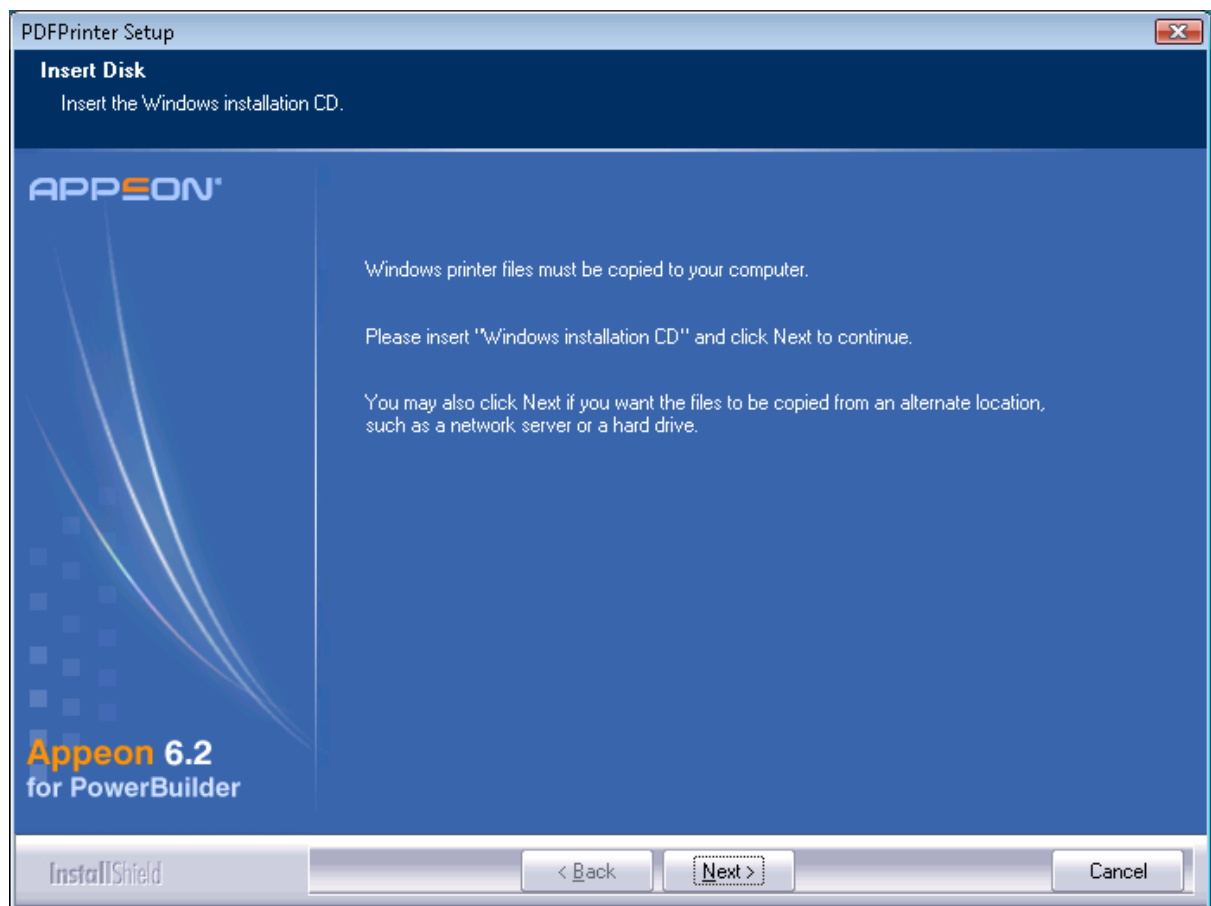 PDFPrinter Setup
Insert Disk
Insert the Windows installation CD.
APPEON
Windows printer files must be copied to your computer.
Please insert "Windows installation CD" and click Next to continue.
You may also click Next if you want the files to be copied from an alternate location,
such as a network server or a hard drive.
Appeon 6.2
for PowerBuilder
InstallShield
< Back
Next >
Cancel